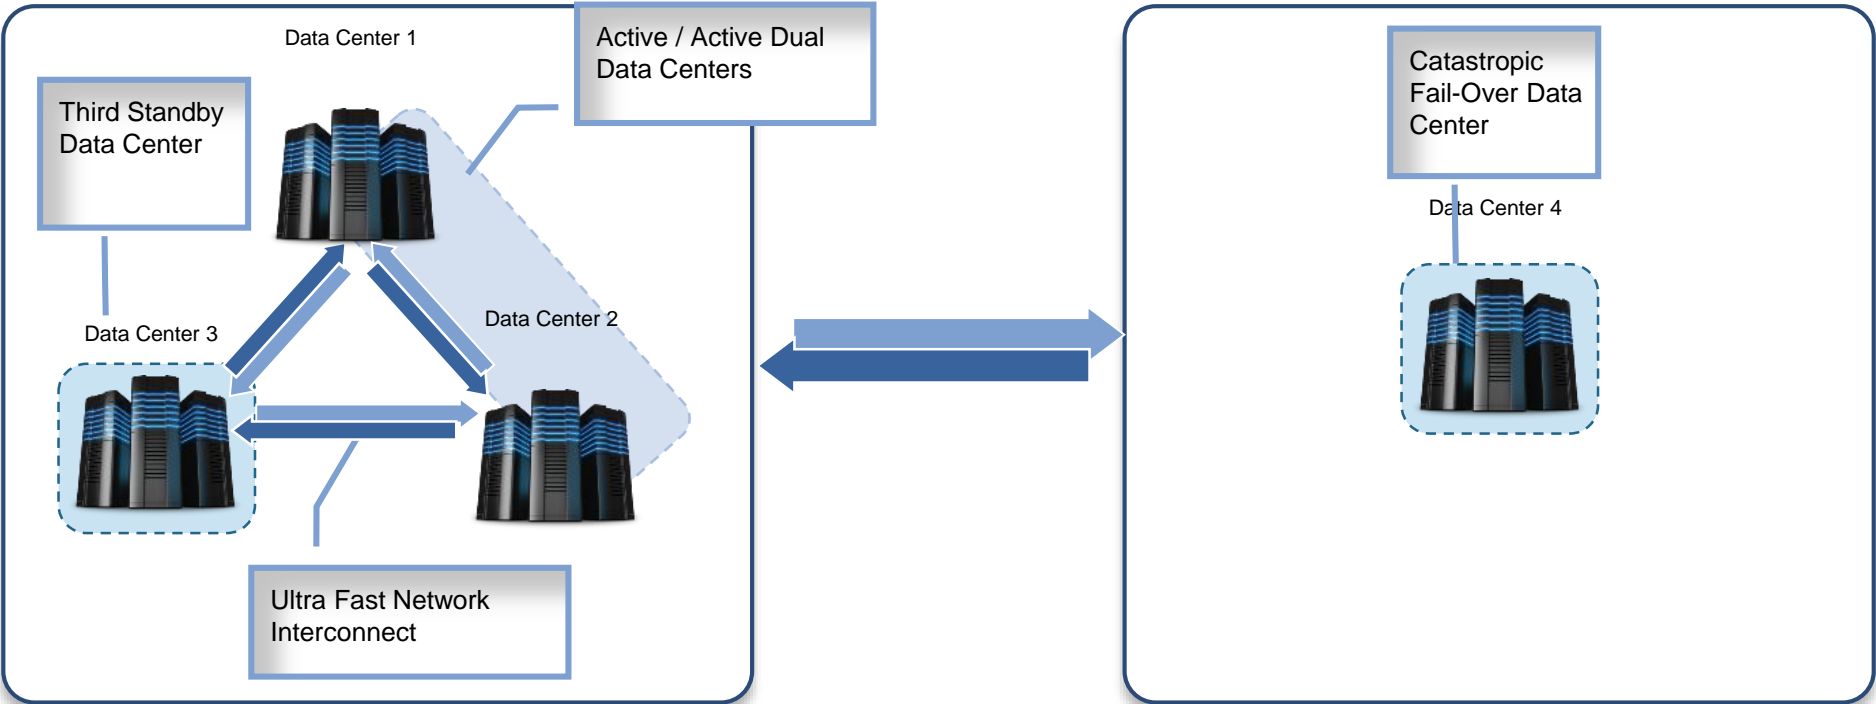 Data Center 1
Active / Active Dual
Data Centers
Third Standby
Data Center
Data Center 2
Data Center 3
Ultra Fast Network
Interconnect
Catastropic
Fail-Over Data
Center
Data Center 4